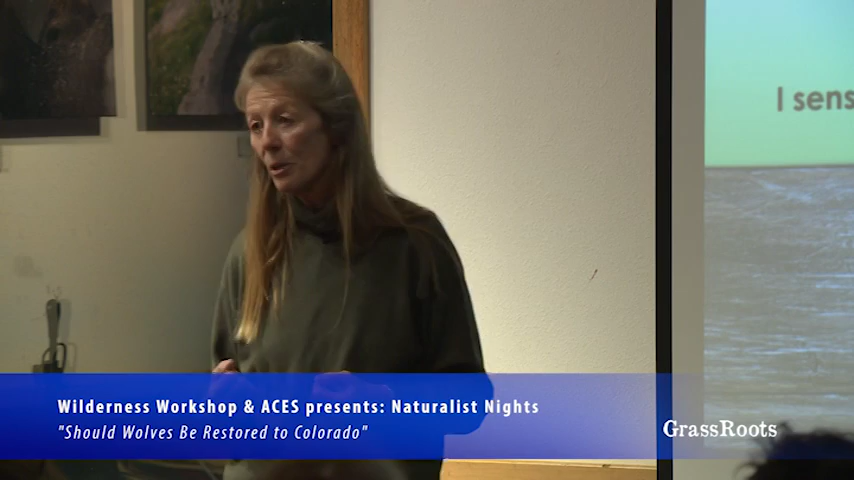 I sens
Wilderness Workshop & ACES presents: Naturalist Nights
"Should Wolves Be Restored to Colorado"
GrassRoots